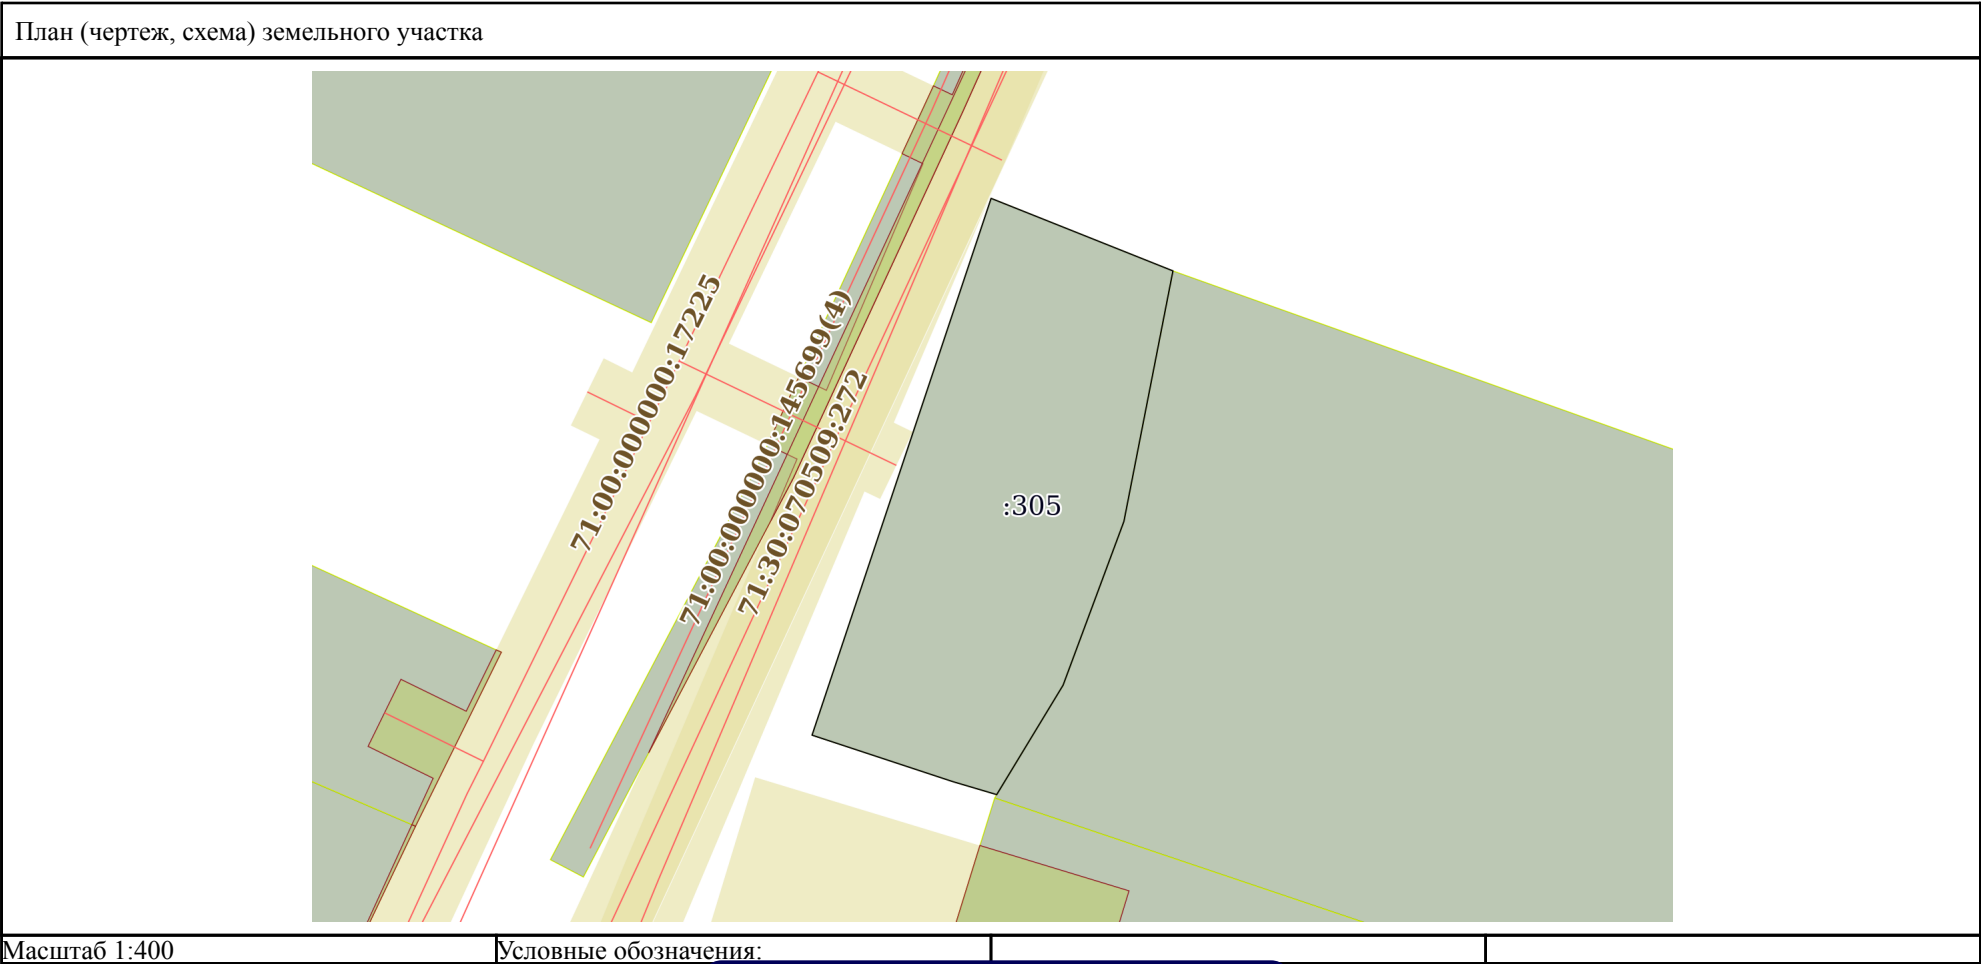 План (чертеж, схема) земельного участка
71:00:000000:17225
71:00:000000:145699(4)
71:30:070509:272
:305
Масштаб 1:400
Условные обозначения: